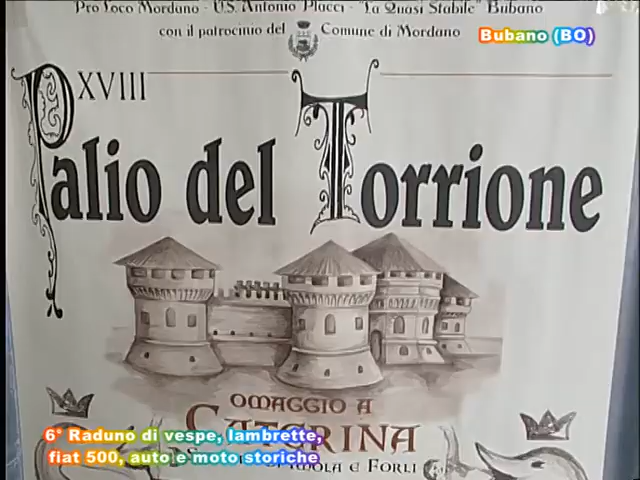 Pro Loco Mordano - U.S. Antonio Placci - "La Quasi Stabile" Bubano
con il patrocinio del Comune di Mordano
Bubano (BO)
XVIII
Palio del Torrione
OMAGGIO A
CATERINA
6° Raduno di vespe, lambrette,
fiat 500, auto e moto storiche
IMOLA E FORLÌ